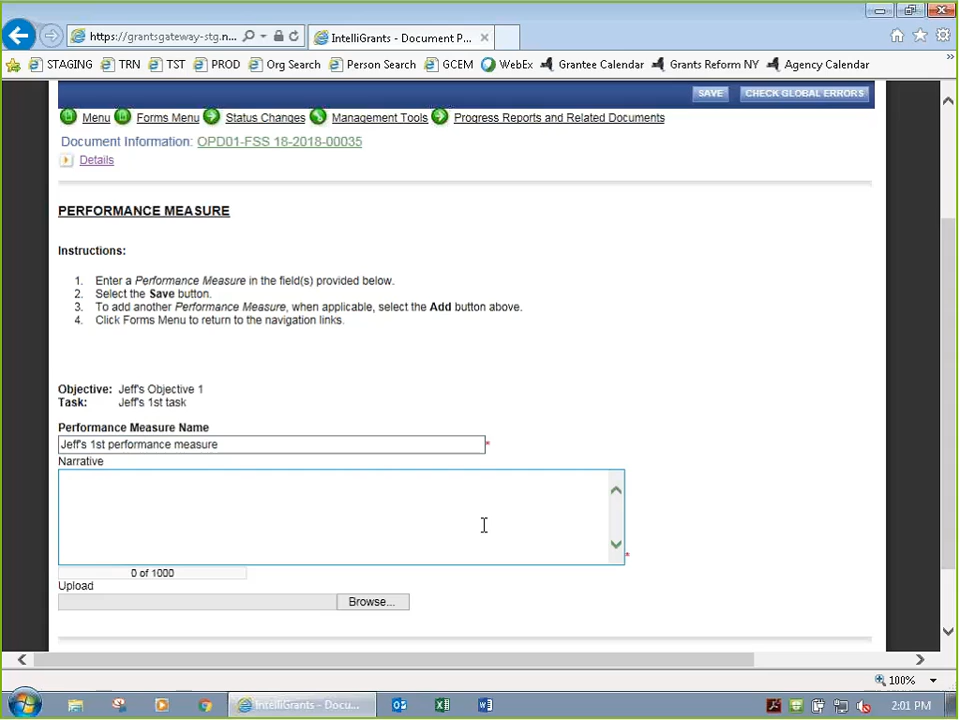 https://grantsgateway-stg.n...
IntelliGrants - Document P...
STAGING TRN TST PROD Org Search Person Search GCEM WebEx Grantee Calendar Grants Reform NY Agency Calendar »
SAVE CHECK GLOBAL ERRORS
Menu Forms Menu Status Changes Management Tools Progress Reports and Related Documents
Document Information: OPD01-FSS 18-2018-00035
Details
PERFORMANCE MEASURE
Instructions:
1. Enter a Performance Measure in the field(s) provided below.
2. Select the Save button.
3. To add another Performance Measure, when applicable, select the Add button above.
4. Click Forms Menu to return to the navigation links.
Objective: Jeff's Objective 1
Task: Jeff's 1st task
Performance Measure Name
Jeff's 1st performance measure *
Narrative
*
0 of 1000
Upload
Browse...
100%
IntelliGrants - Docu...
2:01 PM